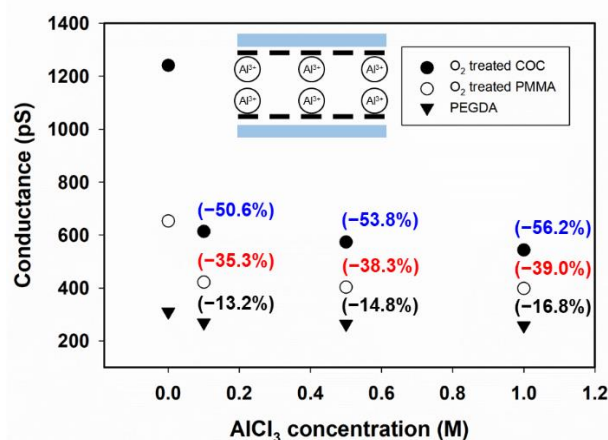 1400
1200
1000
800
600
400
200
Conductance (pS)
Al³⁺ Al³⁺ Al³⁺
Al³⁺ Al³⁺ Al³⁺
O₂ treated COC
O₂ treated PMMA
PEGDA
(−50.6%) (−53.8%) (−56.2%)
(−35.3%) (−38.3%) (−39.0%)
(−13.2%) (−14.8%) (−16.8%)
0.0 0.2 0.4 0.6 0.8 1.0 1.2
AlCl₃ concentration (M)